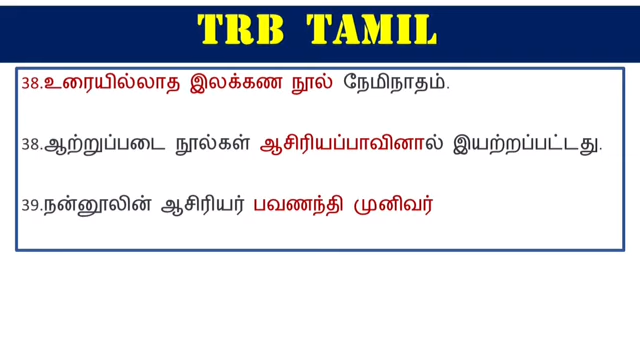 TRB TAMIL
38.உரையில்லாத இலக்கண நூல் நேமிநாதம்.
38.ஆற்றுப்படை நூல்கள் ஆசிரியப்பாவினால் இயற்றப்பட்டது.
39.நன்னூலின் ஆசிரியர் பவணந்தி முனிவர்